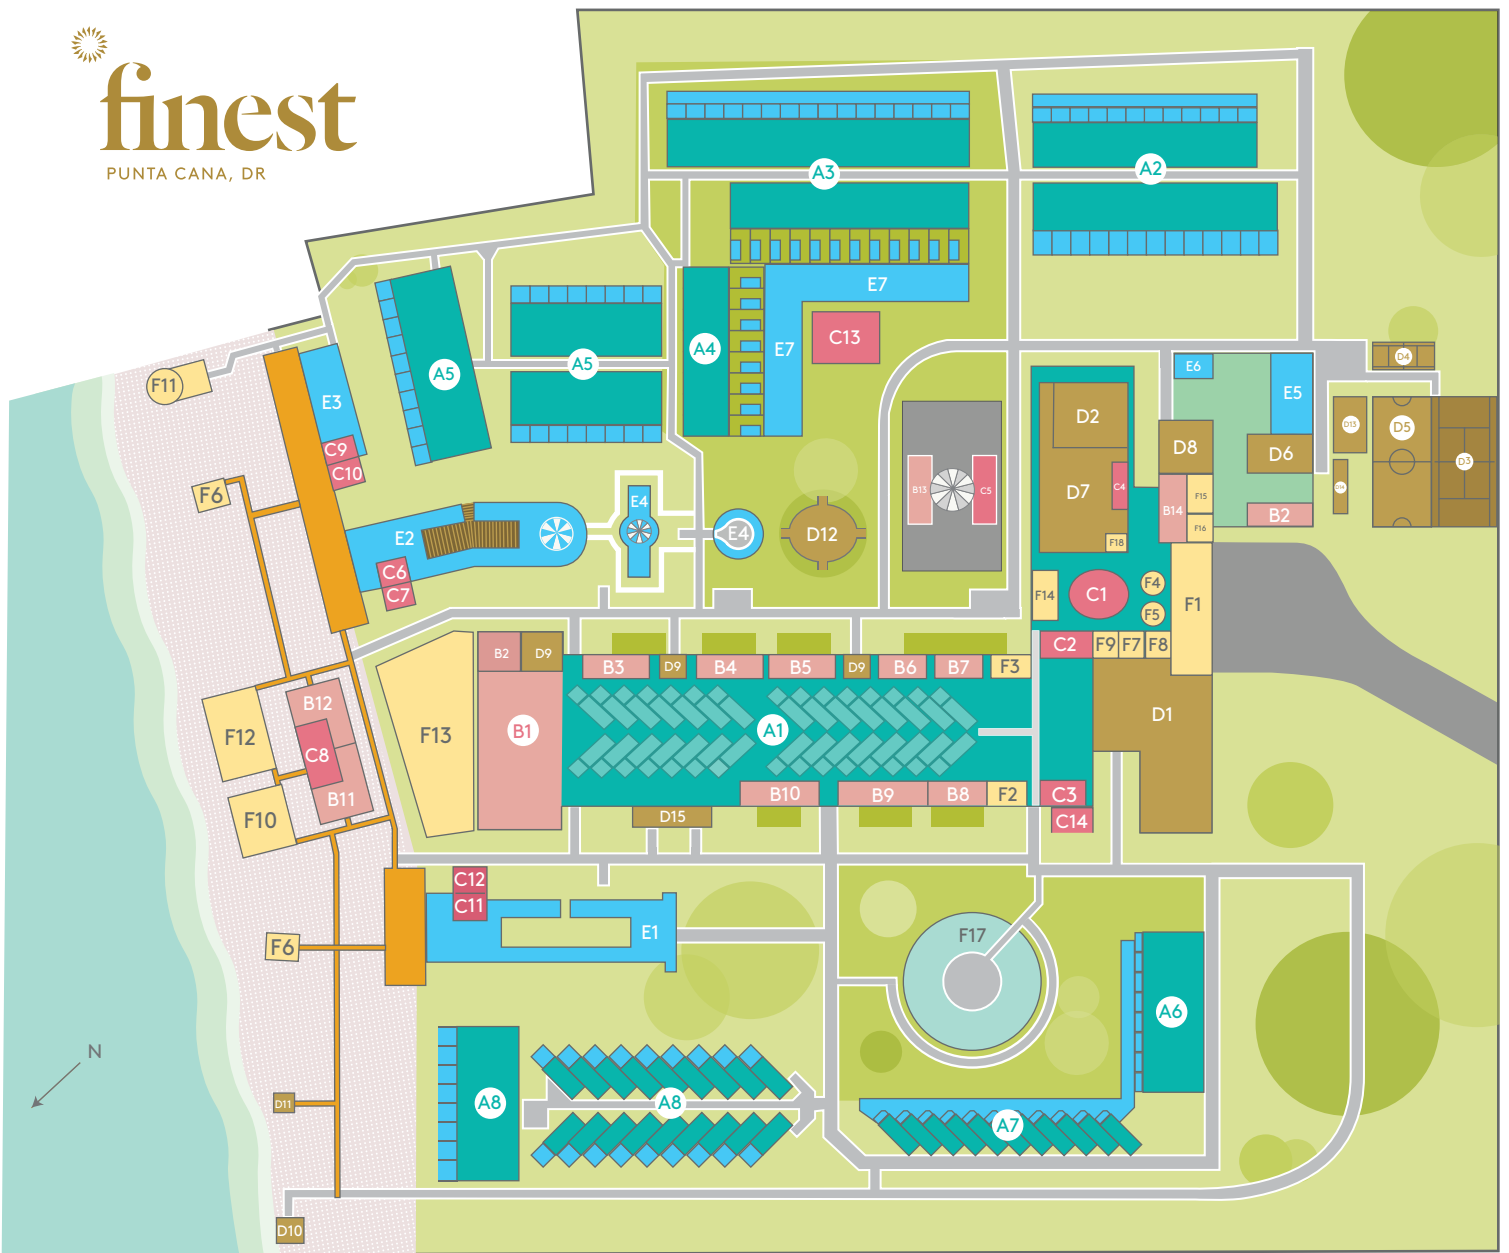 finest
PUNTA CANA, DR
A3
A2
E7
A4
E7
C13
A5
A5
F11
E3
C9
C10
D4
E6
E5
D2
D13
D5
D3
D8
D6
D7
C4
F15
B14
F16
B2
F18
F6
E4
E2
E4
D12
B13
C5
C6
C7
F14
C1
F4
F5
F1
C2
F9
F7
F8
B2
D9
B3
D9
B4
B5
D9
B6
B7
F3
F13
B1
A1
D1
F12
B12
C8
B11
F10
B10
B9
B8
F2
C3
C14
D15
C12
C11
E1
F6
F17
A6
N
A8
A8
A7
D11
D10